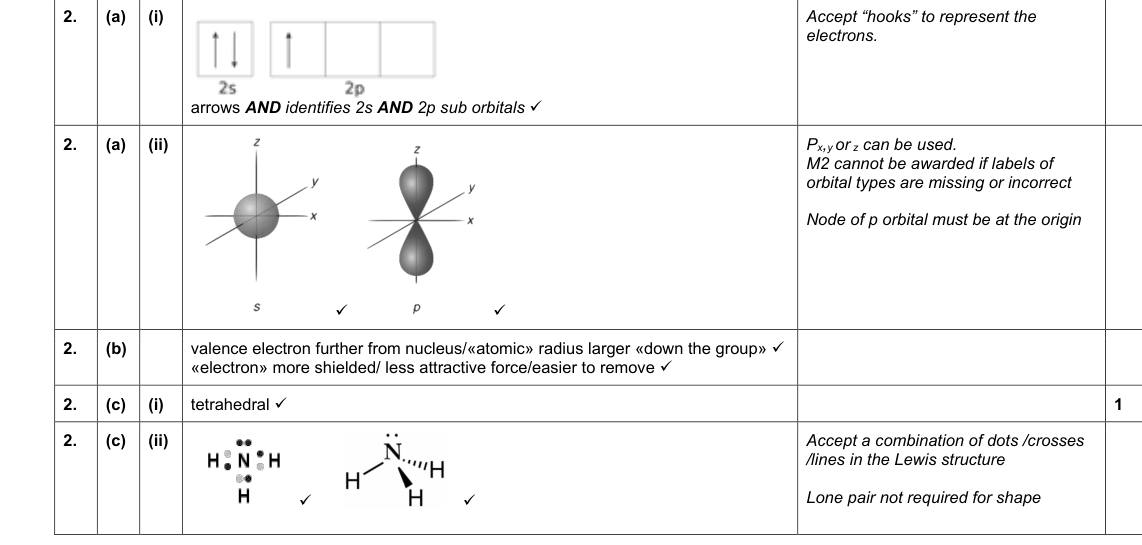 2. (a) (i)
2s 2p
arrows AND identifies 2s AND 2p sub orbitals ✓
Accept “hooks” to represent the
electrons.
2. (a) (ii)
z
y
x
s ✓
z
y
x
p ✓
Px,y or z can be used.
M2 cannot be awarded if labels of
orbital types are missing or incorrect
Node of p orbital must be at the origin
2. (b)
valence electron further from nucleus/«atomic» radius larger «down the group» ✓
«electron» more shielded/ less attractive force/easier to remove ✓
2. (c) (i) tetrahedral ✓ 1
2. (c) (ii)
H N H
H ✓
N
H H
H ✓
Accept a combination of dots /crosses
/lines in the Lewis structure
Lone pair not required for shape